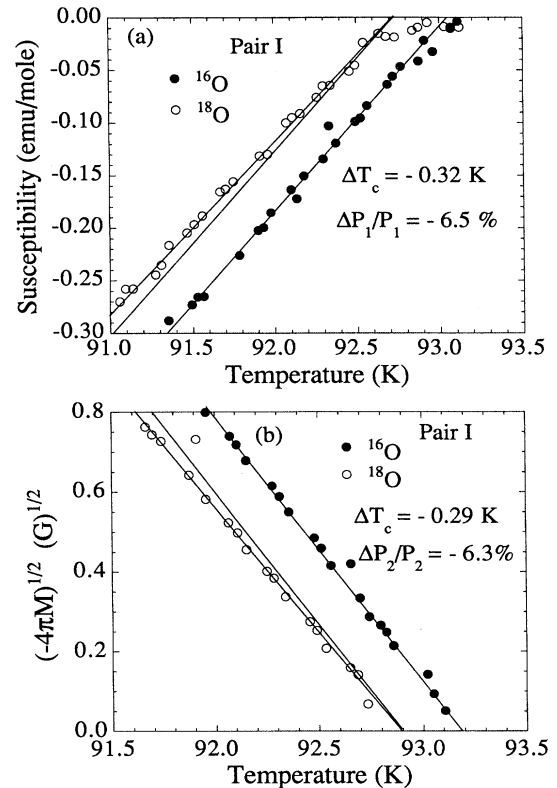 (a)
Pair I
● ¹⁶O
○ ¹⁸O
ΔT_c = - 0.32 K
ΔP₁/P₁ = - 6.5 %
Susceptibility (emu/mole)
0.00
-0.05
-0.10
-0.15
-0.20
-0.25
-0.30
91.0 91.5 92.0 92.5 93.0 93.5
Temperature (K)
(b)
Pair I
● ¹⁶O
○ ¹⁸O
ΔT_c = - 0.29 K
ΔP₂/P₂ = - 6.3%
(-4πM)^1/2 (G)^1/2
0.8
0.6
0.4
0.2
0.0
91.5 92.0 92.5 93.0 93.5
Temperature (K)